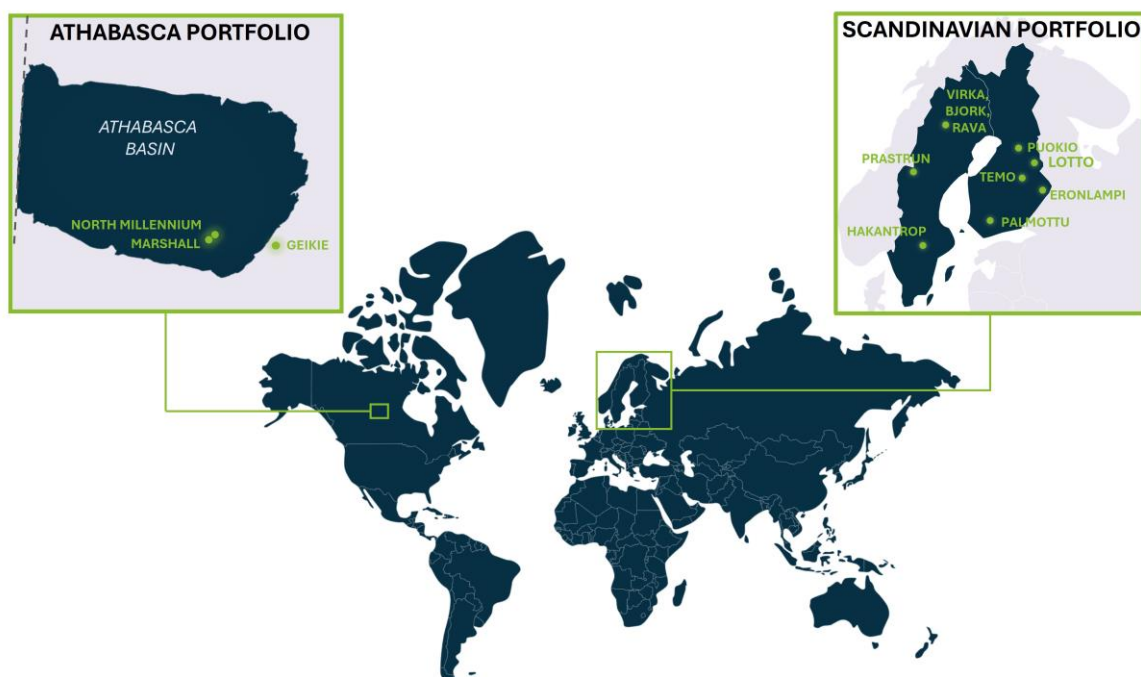 ATHABASCA PORTFOLIO
ATHABASCA
BASIN
NORTH MILLENNIUM
MARSHALL
GEIKIE
SCANDINAVIAN PORTFOLIO
VIRKA,
BJORK,
RAVA
PUOKIO
LOTTO
PRASTRUN
TEMO
ERONLAMPI
PALMOTTU
HAKANTROP